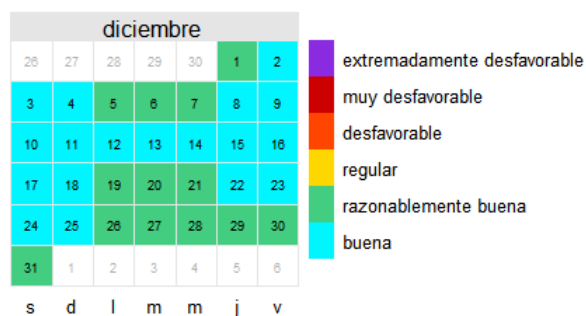 diciembre
26 27 28 29 30 1 2
3 4 5 6 7 8 9
10 11 12 13 14 15 16
17 18 19 20 21 22 23
24 25 26 27 28 29 30
31 1 2 3 4 5 6
s d l m m j v
extremadamente desfavorable
muy desfavorable
desfavorable
regular
razonablemente buena
buena